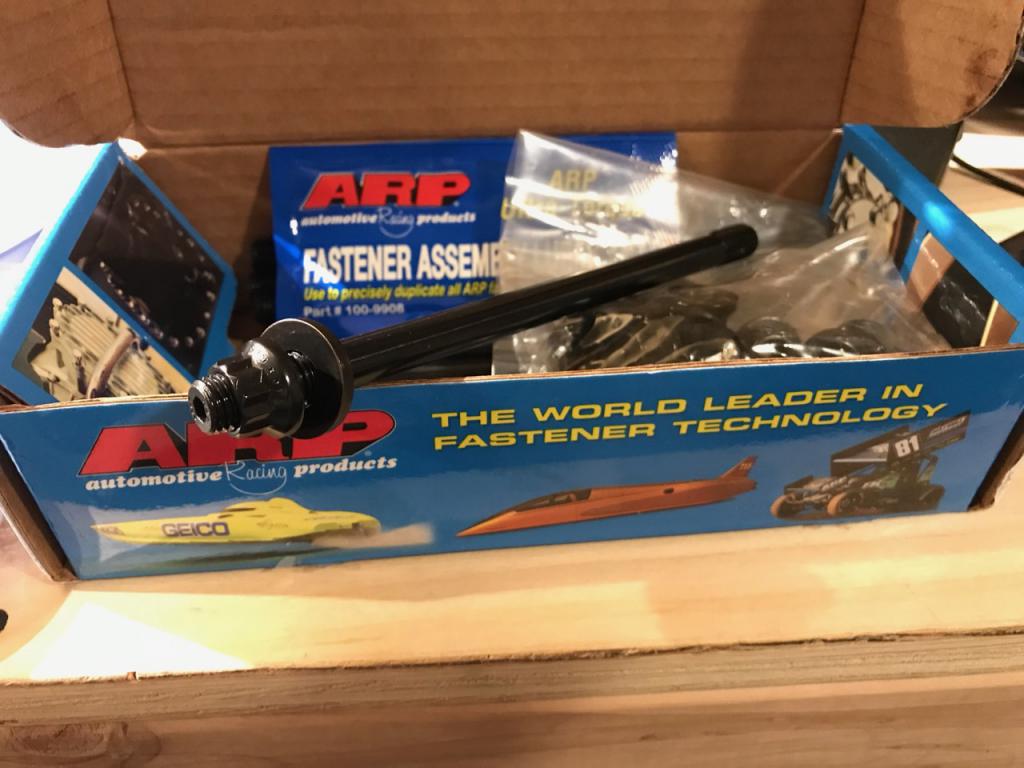 ARP
automotive Racing products
FASTENER ASSEM
Use to precisely duplicate all ARP
Part # 100-9908
ARP
ARP
automotive Racing products
THE WORLD LEADER IN
FASTENER TECHNOLOGY
GEICO
81